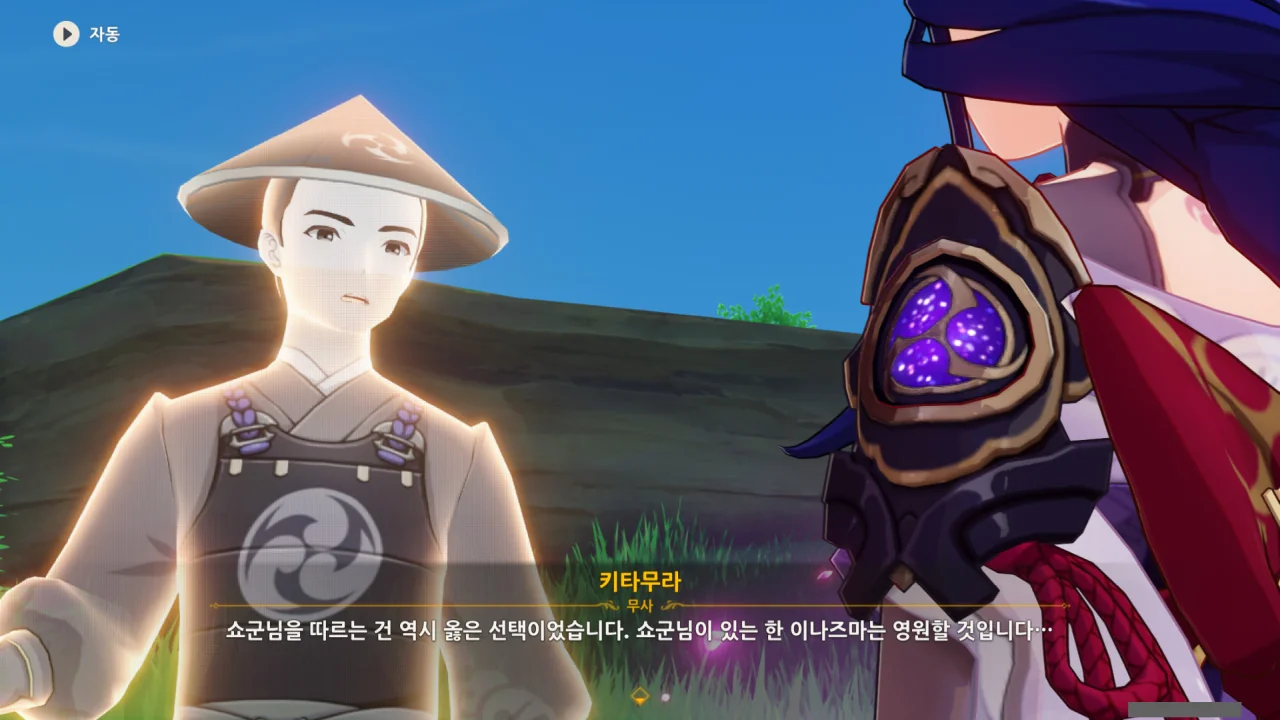 자동
키타무라
무사
쇼군님을 따르는 건 역시 옳은 선택이었습니다. 쇼군님이 있는 한 이나즈마는 영원할 것입니다…